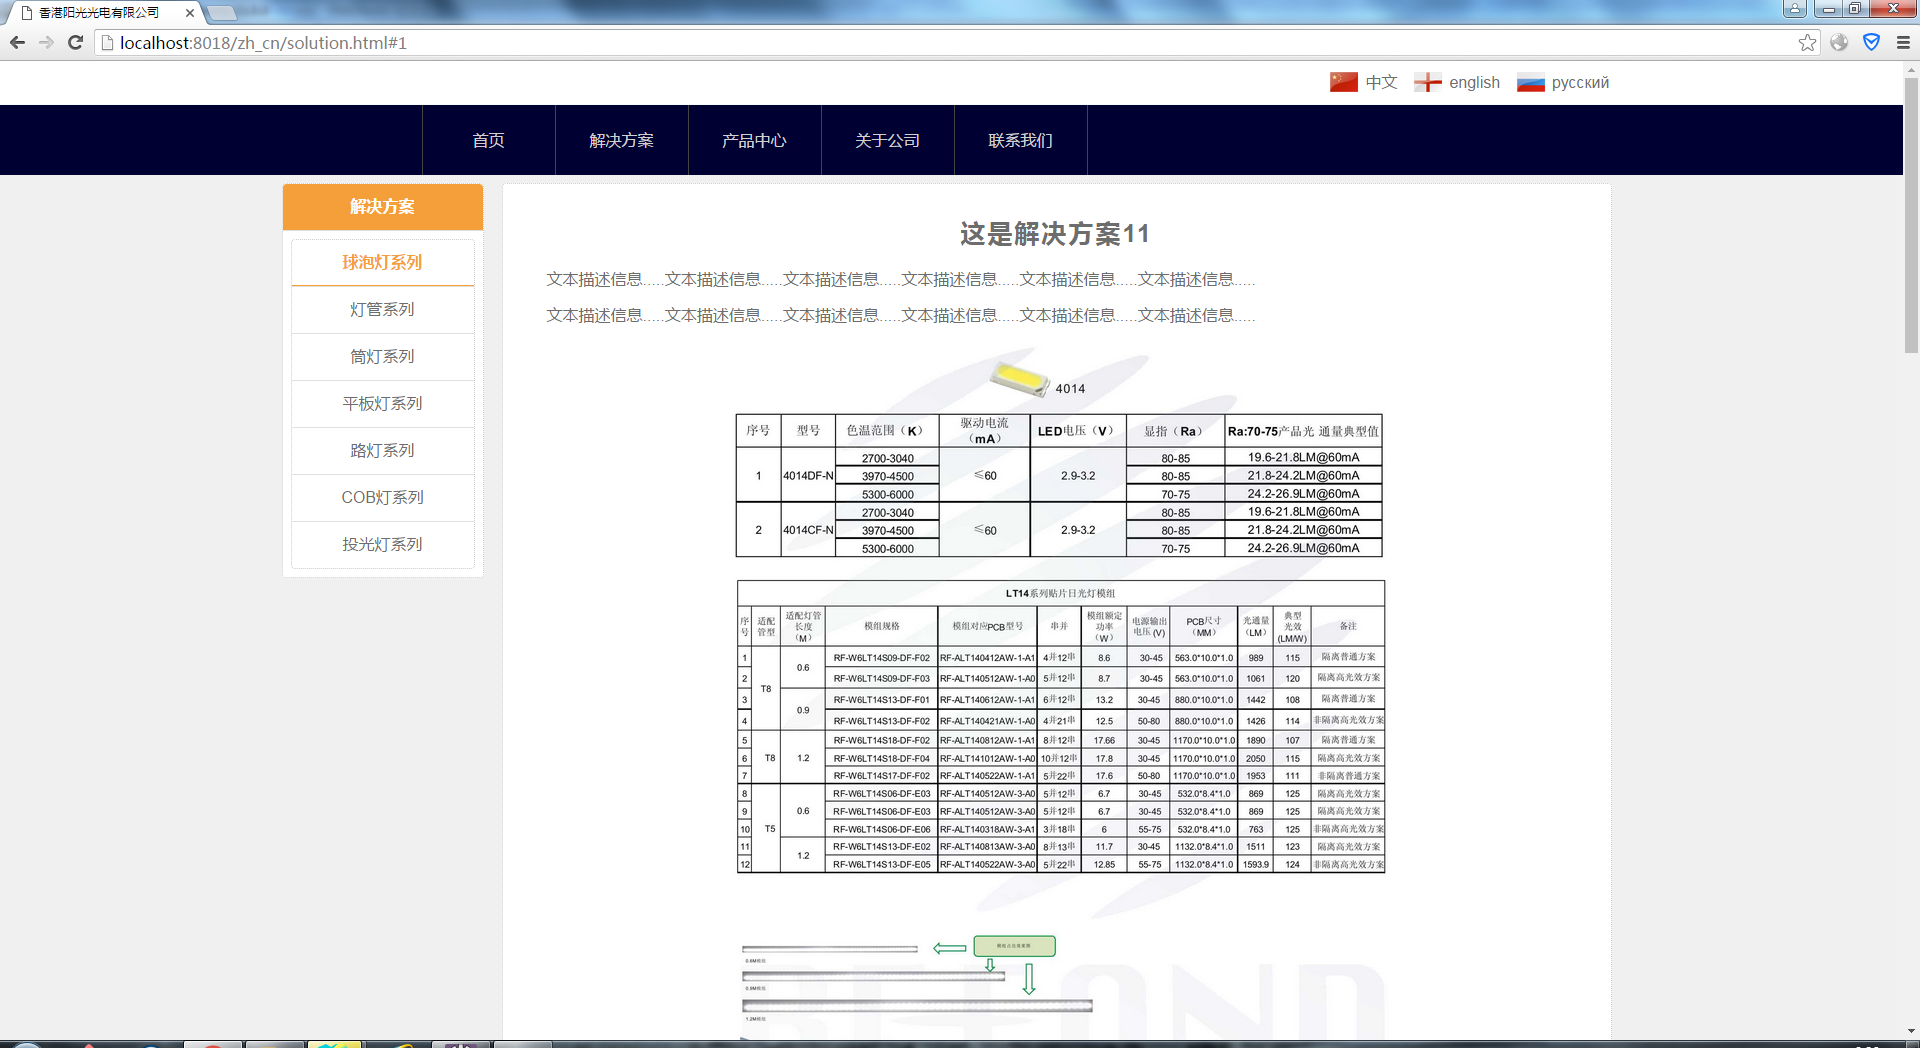 香港阳光光电有限公司
localhost:8018/zh_cn/solution.html#1
中文 english русский
首页 解决方案 产品中心 关于公司 联系我们
解决方案
球泡灯系列
灯管系列
筒灯系列
平板灯系列
路灯系列
COB灯系列
投光灯系列
这是解决方案11
文本描述信息.....文本描述信息.....文本描述信息.....文本描述信息.....文本描述信息.....文本描述信息.....
文本描述信息.....文本描述信息.....文本描述信息.....文本描述信息.....文本描述信息.....文本描述信息.....
4014
序号 型号 色温范围（K） 驱动电流（mA） LED电压（V） 显指（Ra） Ra:70-75产品光 通量典型值
1 4014DF-N 2700-3040 ≤60 2.9-3.2 80-85 19.6-21.8LM@60mA
3970-4500 80-85 21.8-24.2LM@60mA
5300-6000 70-75 24.2-26.9LM@60mA
2 4014CF-N 2700-3040 ≤60 2.9-3.2 80-85 19.6-21.8LM@60mA
3970-4500 80-85 21.8-24.2LM@60mA
5300-6000 70-75 24.2-26.9LM@60mA
LT14系列贴片日光灯模组
序号 适配管型 适配灯管长度（M） 模组规格 模组对应PCB型号 串并 模组额定功率（W） 电源输出电压(V) PCB尺寸（MM） 光通量（LM） 典型光效(LM/W) 备注
1 T8 0.6 RF-W6LT14S09-DF-F02 RF-ALT140412AW-1-A1 4并12串 8.6 30-45 563.0*10.0*1.0 989 115 隔离普通方案
2 RF-W6LT14S09-DF-F03 RF-ALT140512AW-1-A0 5并12串 8.7 30-45 563.0*10.0*1.0 1061 120 隔离高光效方案
3 0.9 RF-W6LT14S13-DF-F01 RF-ALT140612AW-1-A1 6并12串 13.2 30-45 880.0*10.0*1.0 1442 108 隔离普通方案
4 RF-W6LT14S13-DF-F02 RF-ALT140421AW-1-A0 4并21串 12.5 50-80 880.0*10.0*1.0 1426 114 非隔离高光效方案
5 T8 1.2 RF-W6LT14S18-DF-F02 RF-ALT140812AW-1-A1 8并12串 17.66 30-45 1170.0*10.0*1.0 1890 107 隔离普通方案
6 RF-W6LT14S18-DF-F04 RF-ALT141012AW-1-A0 10并12串 17.8 30-45 1170.0*10.0*1.0 2050 115 隔离高光效方案
7 RF-W6LT14S17-DF-F02 RF-ALT140522AW-1-A1 5并22串 17.6 50-80 1170.0*10.0*1.0 1953 111 非隔离普通方案
8 T5 0.6 RF-W6LT14S06-DF-E03 RF-ALT140512AW-3-A0 5并12串 6.7 30-45 532.0*8.4*1.0 869 125 隔离高光效方案
9 RF-W6LT14S06-DF-E03 RF-ALT140512AW-3-A0 5并12串 6.7 30-45 532.0*8.4*1.0 869 125 隔离高光效方案
10 RF-W6LT14S06-DF-E06 RF-ALT140318AW-3-A1 3并18串 6 55-75 532.0*8.4*1.0 763 125 非隔离高光效方案
11 1.2 RF-W6LT14S13-DF-E02 RF-ALT140813AW-3-A0 8并13串 11.7 30-45 1132.0*8.4*1.0 1511 123 隔离高光效方案
12 RF-W6LT14S13-DF-E05 RF-ALT140522AW-3-A0 5并22串 12.85 55-75 1132.0*8.4*1.0 1593.9 124 非隔离高光效方案
0.6M模组
0.9M模组
1.2M模组